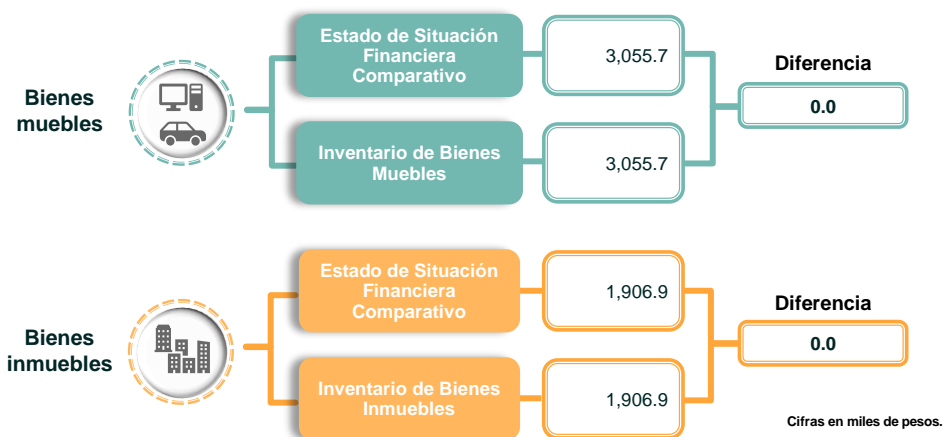 Bienes
muebles
Estado de Situación
Financiera
Comparativo
3,055.7
Inventario de Bienes
Muebles
3,055.7
Diferencia
0.0
Bienes
inmuebles
Estado de Situación
Financiera
Comparativo
1,906.9
Inventario de Bienes
Inmuebles
1,906.9
Diferencia
0.0
Cifras en miles de pesos.